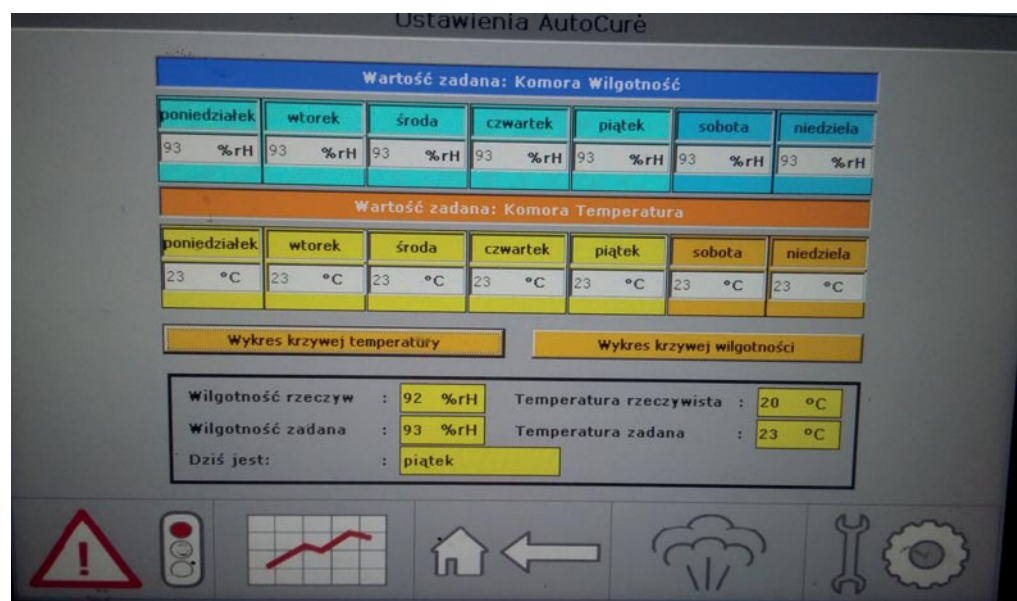 Ustawienia AutoCurė
Wartość zadana: Komora Wilgotność
poniedziałek wtorek środa czwartek piątek sobota niedziela
93 %rH 93 %rH 93 %rH 93 %rH 93 %rH 93 %rH 93 %rH
Wartość zadana: Komora Temperatura
poniedziałek wtorek środa czwartek piątek sobota niedziela
23 °C 23 °C 23 °C 23 °C 23 °C 23 °C 23 °C
Wykres krzywej temperatury Wykres krzywej wilgotności
Wilgotność rzeczyw : 92 %rH Temperatura rzeczywista : 20 °C
Wilgotność zadana : 93 %rH Temperatura zadana : 23 °C
Dziś jest: : piątek
!